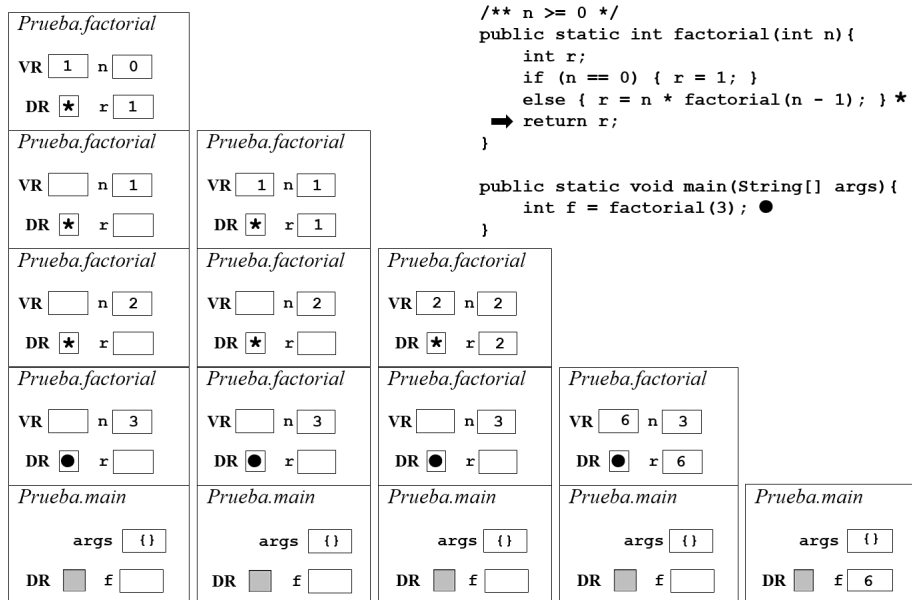 /** n >= 0 */
public static int factorial(int n){
int r;
if (n == 0) { r = 1; }
else { r = n * factorial(n - 1); } *
➡ return r;
}
public static void main(String[] args){
int f = factorial(3); ●
}
Prueba.factorial
VR 1 n 0
DR * r 1
Prueba.factorial Prueba.factorial
VR n 1 VR 1 n 1
DR * r DR * r 1
Prueba.factorial Prueba.factorial Prueba.factorial
VR n 2 VR n 2 VR 2 n 2
DR * r DR * r DR * r 2
Prueba.factorial Prueba.factorial Prueba.factorial Prueba.factorial
VR n 3 VR n 3 VR n 3 VR 6 n 3
DR ● r DR ● r DR ● r DR ● r 6
Prueba.main Prueba.main Prueba.main Prueba.main Prueba.main
args {} args {} args {} args {} args {}
DR f DR f DR f DR f DR f 6